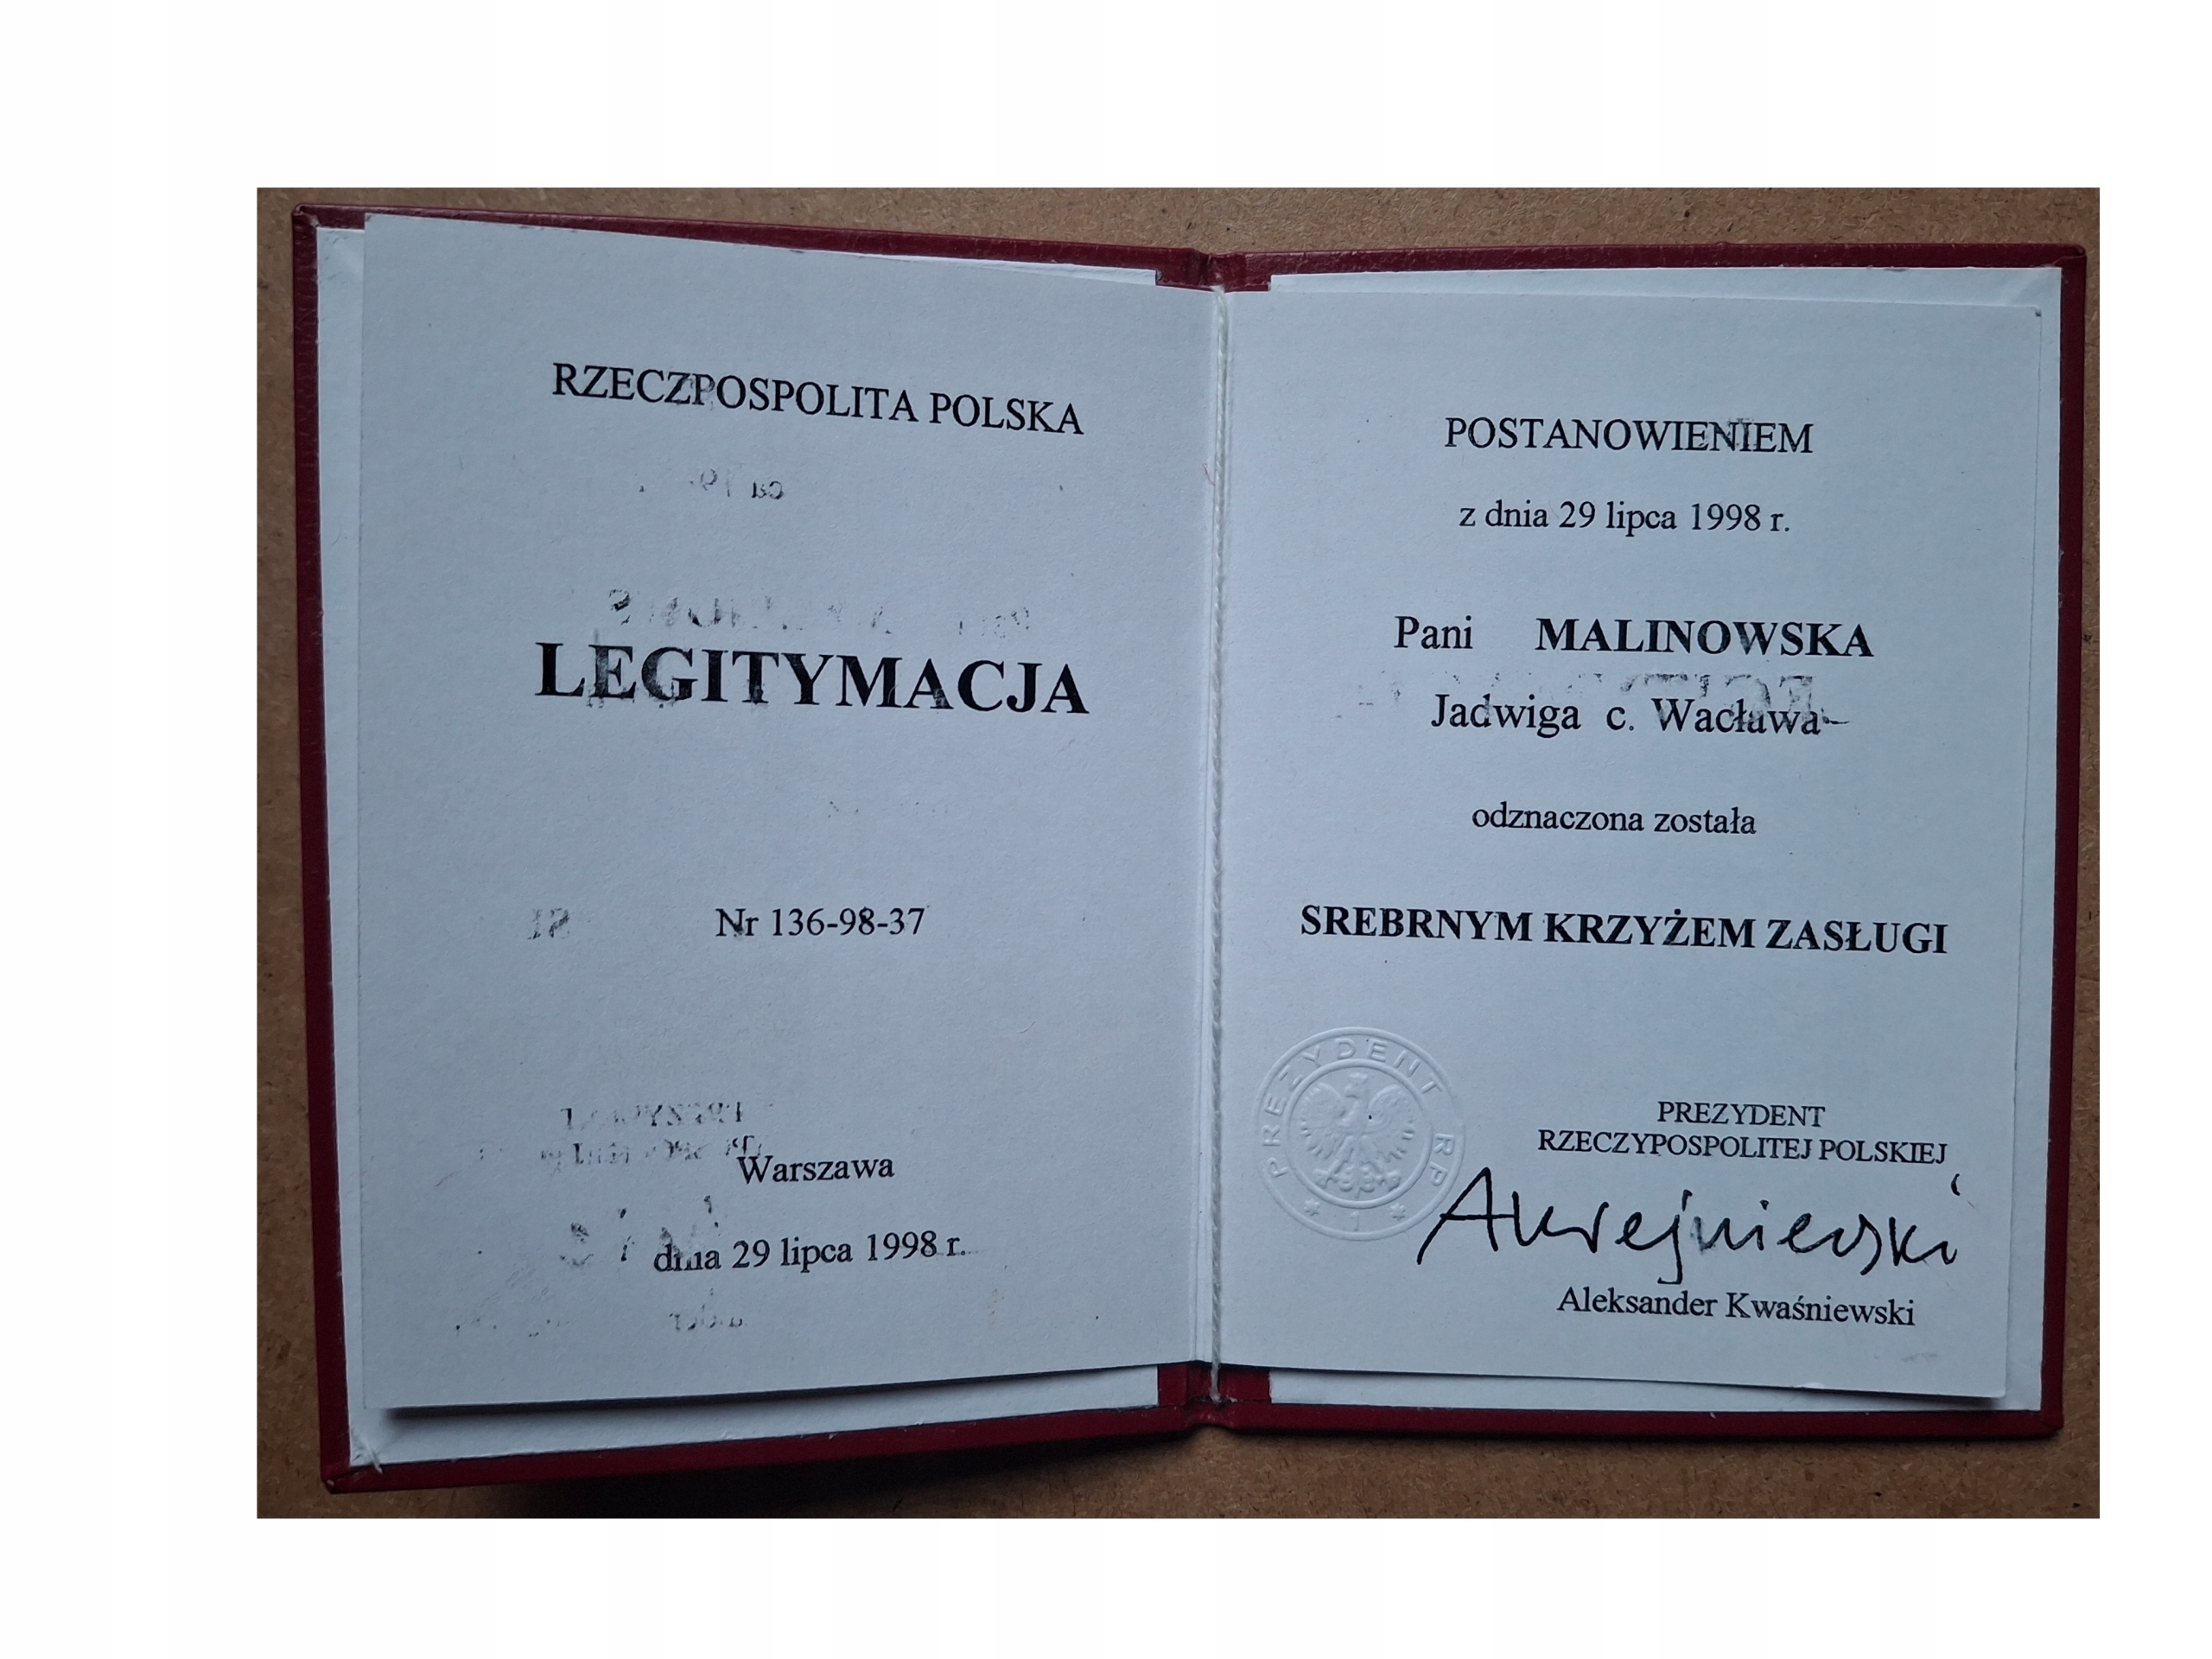 RZECZPOSPOLITA POLSKA
LEGITYMACJA
Nr 136-98-37
Warszawa
dnia 29 lipca 1998 r.
POSTANOWIENIEM
z dnia 29 lipca 1998 r.
Pani MALINOWSKA
Jadwiga c. Wacława
odznaczona została
SREBRNYM KRZYŻEM ZASŁUGI
PREZYDENT RP
1
PREZYDENT
RZECZYPOSPOLITEJ POLSKIEJ
Aleksander Kwaśniewski